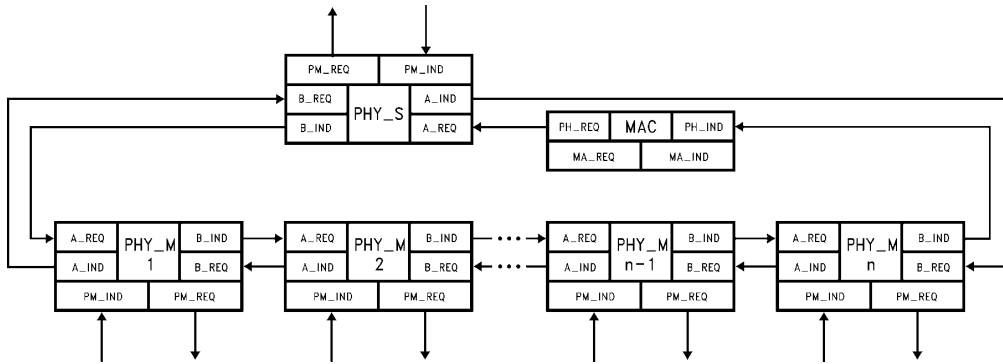 PM_REQ PM_IND
B_REQ PHY_S A_IND
B_IND A_REQ
PH_REQ MAC PH_IND
MA_REQ MA_IND
A_REQ PHY_M 1 B_IND
A_IND B_REQ
PM_IND PM_REQ
A_REQ PHY_M 2 B_IND
A_IND B_REQ
PM_IND PM_REQ
A_REQ PHY_M n-1 B_IND
A_IND B_REQ
PM_IND PM_REQ
A_REQ PHY_M n B_IND
A_IND B_REQ
PM_IND PM_REQ